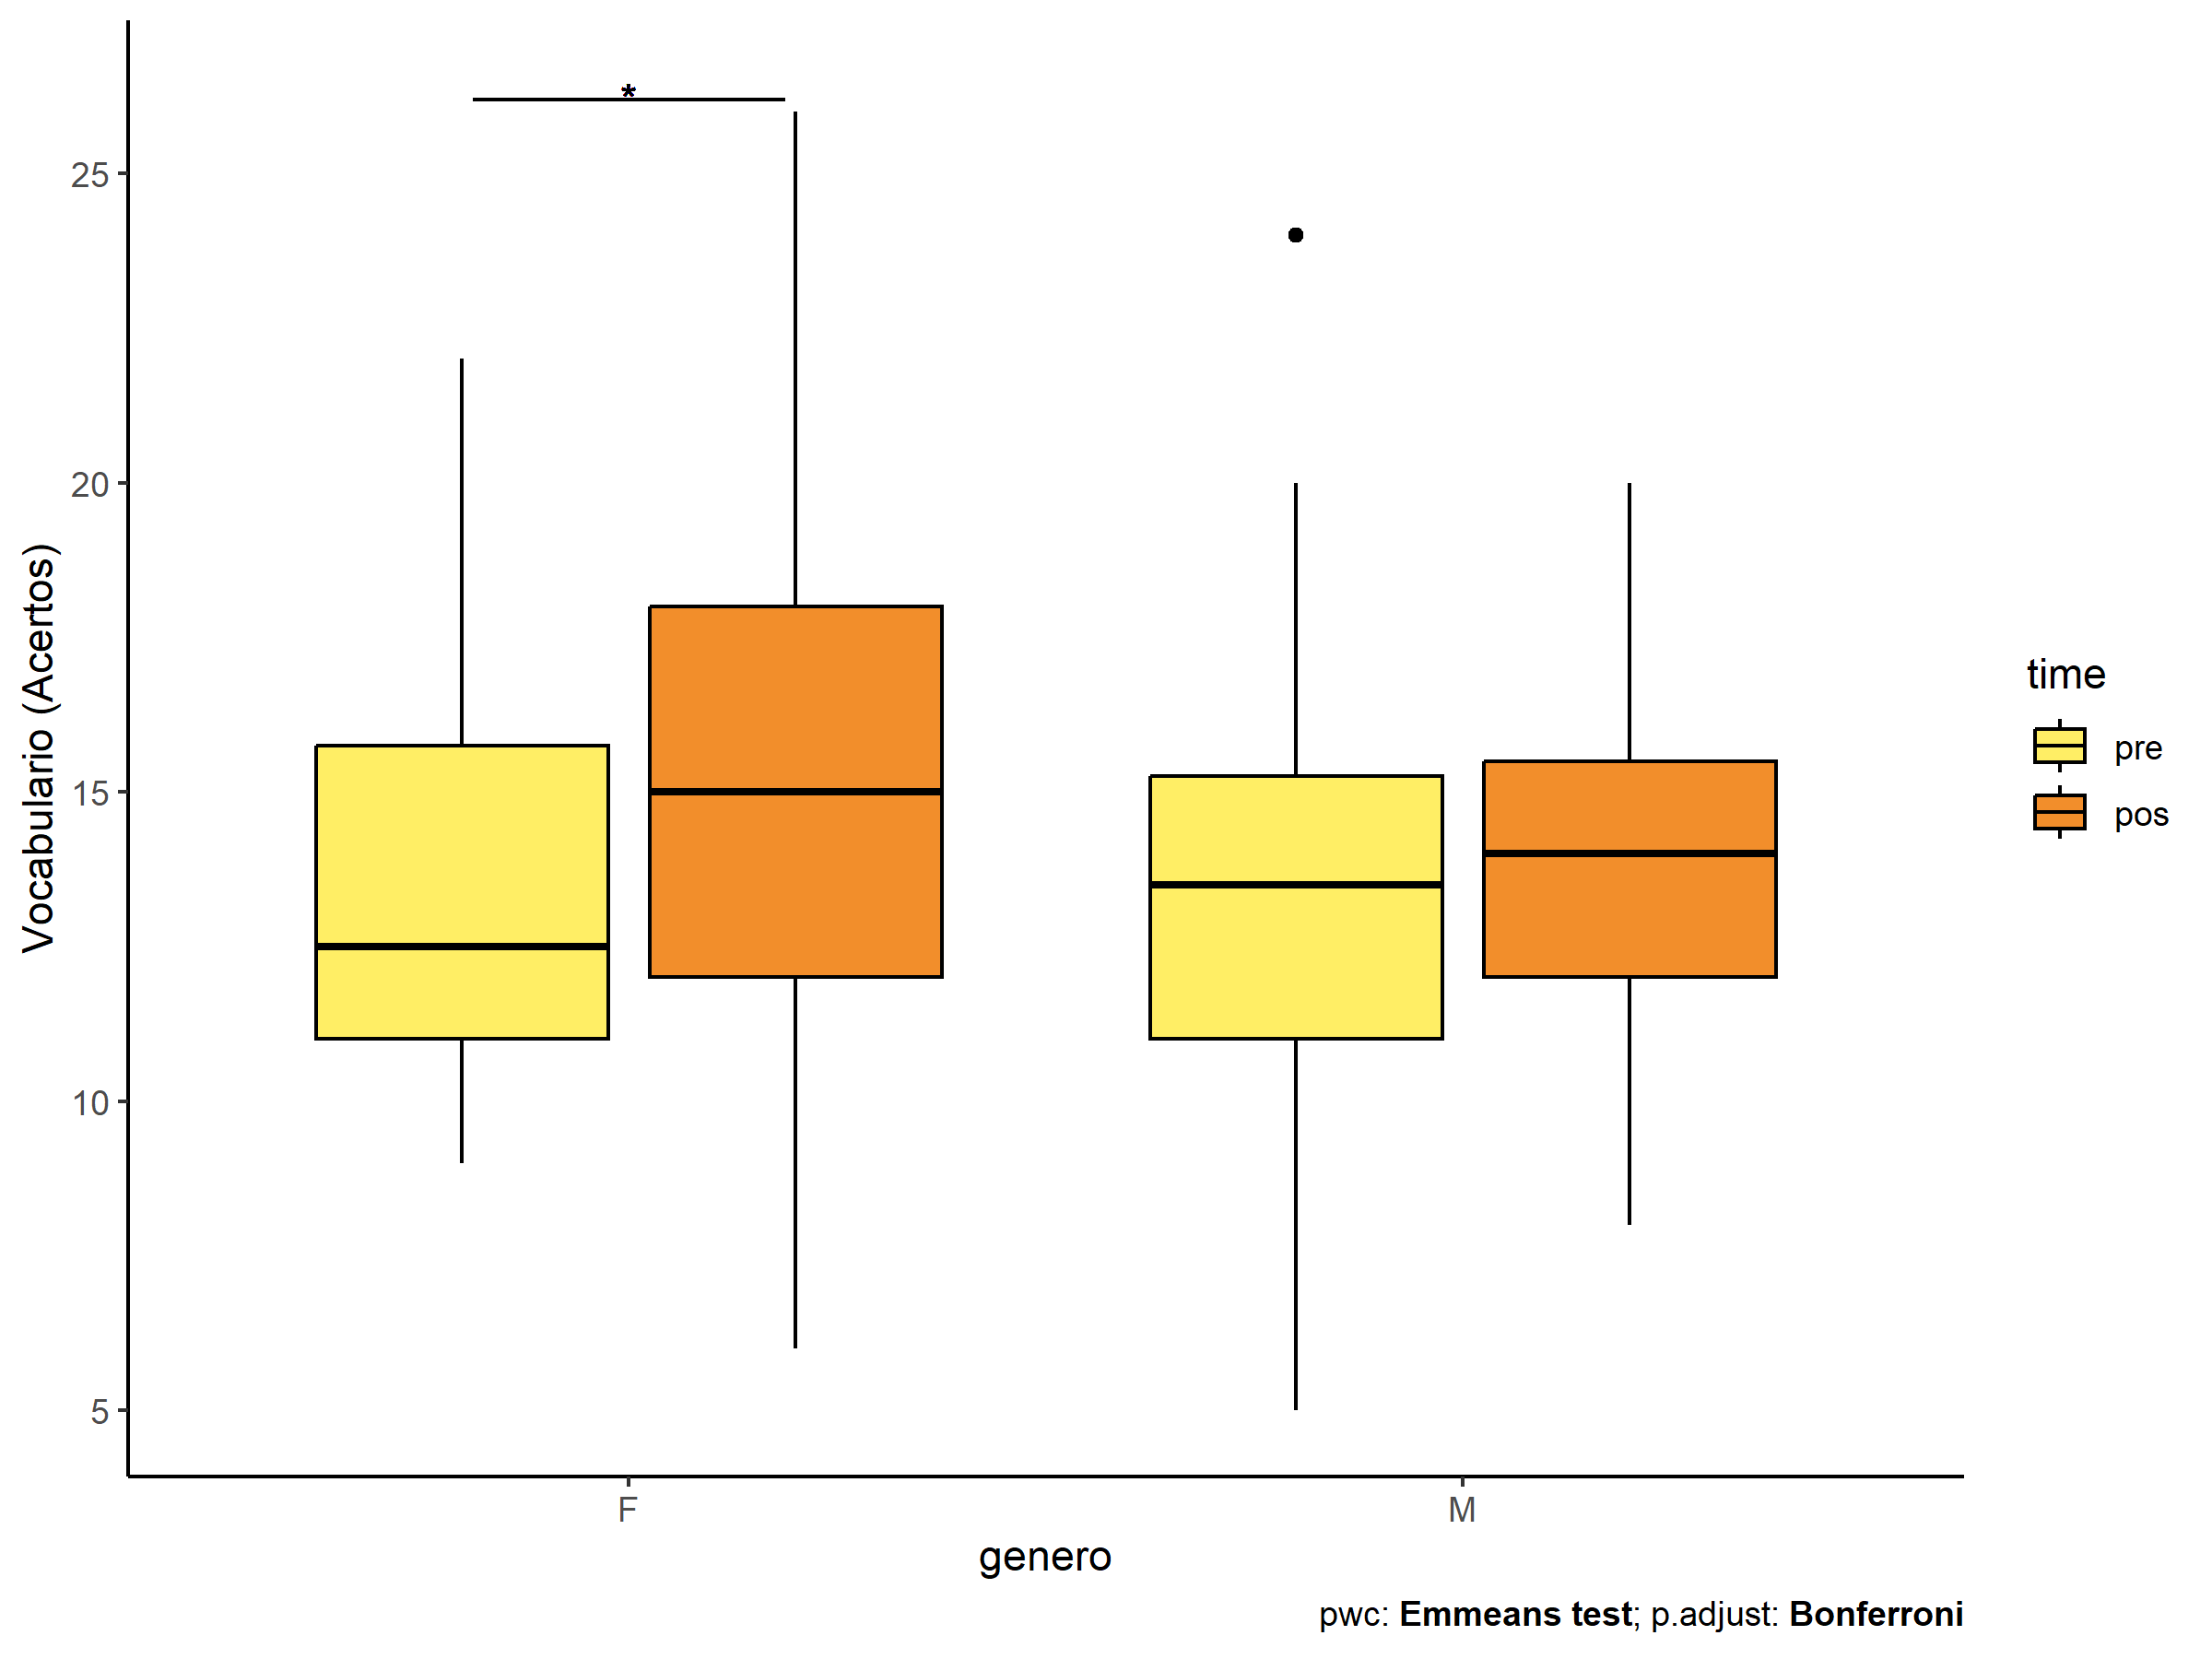 *
25
20
15
10
5
Vocabulario (Acertos)
F
M
genero
time
pre
pos
pwc: Emmeans test; p.adjust: Bonferroni